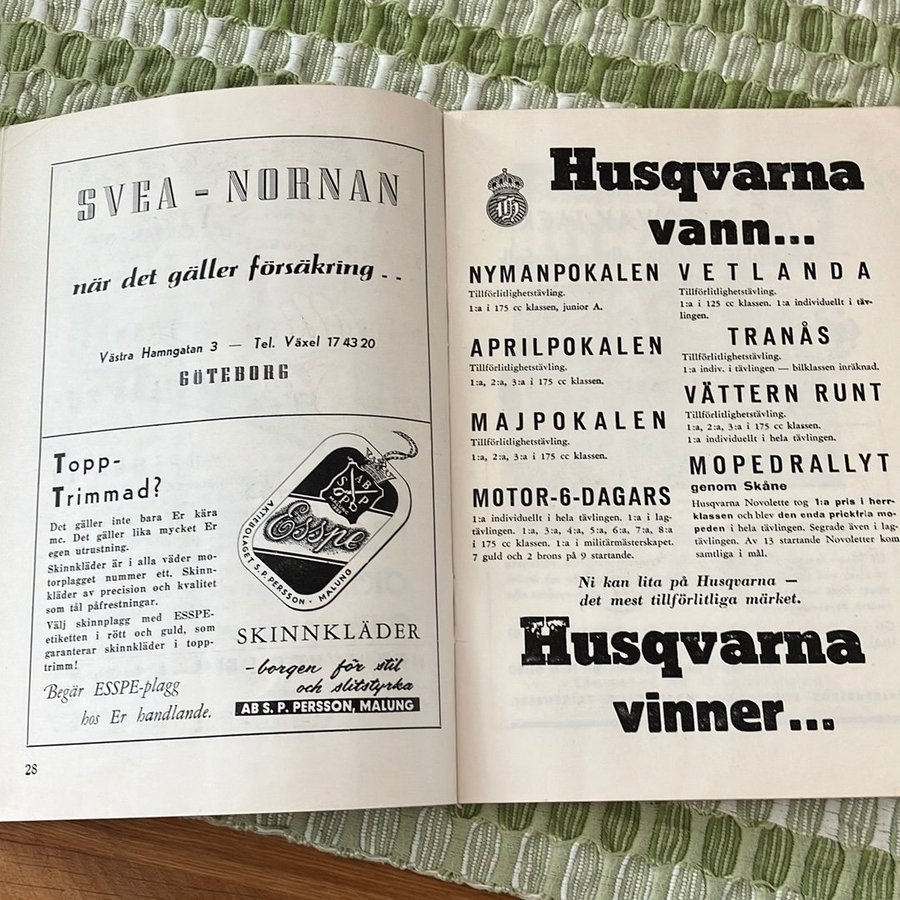 SVEA - NORNAN
när det gäller försäkring . .
Västra Hamngatan 3 — Tel. Växel 17 43 20
GÖTEBORG
Topp-
Trimmad?
Det gäller inte bara Er kära
mc. Det gäller lika mycket Er
egen utrustning.
Skinnkläder är i alla väder mo-
torplagget nummer ett. Skinn-
kläder av precision och kvalitet
som tål påfrestningar.
Välj skinnplagg med ESSPE-
etiketten i rött och guld, som
garanterar skinnkläder i topp-
trimm!
Begär ESSPE-plagg
hos Er handlande.
AB
S P
Esspe
AKTIEBOLAGET S.P. PERSSON · MALUNG
SKINNKLÄDER
-borgen för stil
och slitstyrka
AB S. P. PERSSON, MALUNG
28
Husqvarna
vann...
NYMANPOKALEN
Tillförlitlighetstävling.
1:a i 175 cc klassen, junior A.
APRILPOKALEN
Tillförlitlighetstävling.
1:a, 2:a, 3:a i 175 cc klassen.
MAJPOKALEN
Tillförlitlighetstävling.
1:a, 2:a, 3:a i 175 cc klassen.
MOTOR-6-DAGARS
1:a individuellt i hela tävlingen. 1:a i lag-
tävlingen. 1:a, 3:a, 4:a, 5:a, 6:a, 7:a, 8:a
i 175 cc klassen. 1:a i militärmästerskapet.
7 guld och 2 brons på 9 startande.
VETLANDA
Tillförlitlighetstävling.
1:a i 125 cc klassen. 1:a individuellt i täv-
lingen.
TRANÅS
Tillförlitlighetstävling.
1:a indiv. i tävlingen — bilklassen inräknad.
VÄTTERN RUNT
Tillförlitlighetstävling.
1:a, 2:a, 3:a i 175 cc klassen.
1:a individuellt i hela tävlingen.
MOPEDRALLYT
genom Skåne
Husqvarna Novolette tog 1:a pris i herr-
klassen och blev den enda prickfria mo-
peden i hela tävlingen. Segrade även i lag-
tävlingen. Av 13 startande Novoletter kom
samtliga i mål.
Ni kan lita på Husqvarna —
det mest tillförlitliga märket.
Husqvarna
vinner...